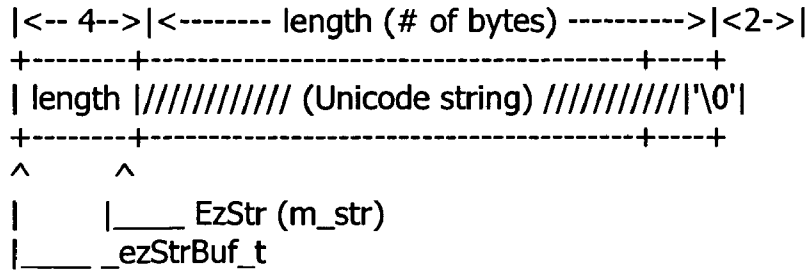 |<-- 4-->|<-------- length (# of bytes) ---------->|<2->|
+--------+-----------------------------------+----+
| length |//////////// (Unicode string) ///////////|'\0'|
+--------+-----------------------------------+----+
^ ^
| |____ EzStr (m_str)
|____ _ezStrBuf_t